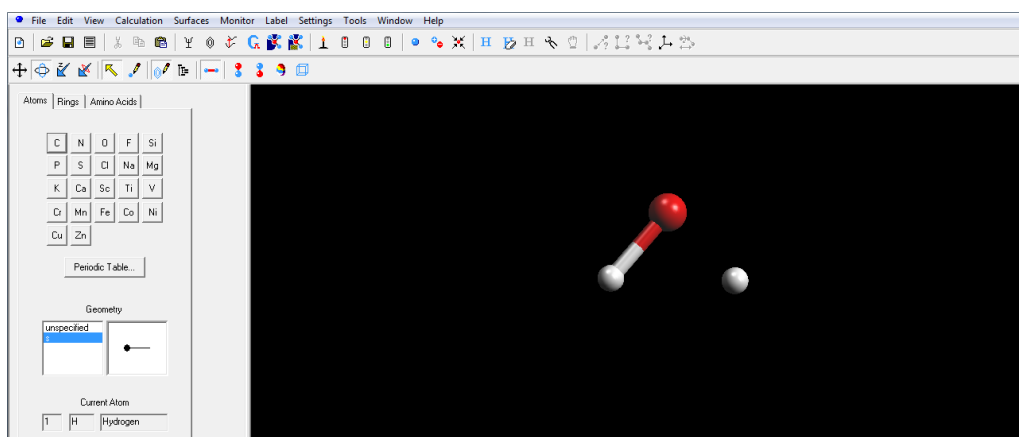 File Edit View Calculation Surfaces Monitor Label Settings Tools Window Help
H H
Atoms Rings Amino Acids
C N O F Si
P S Cl Na Mg
K Ca Sc Ti V
Cr Mn Fe Co Ni
Cu Zn
Periodic Table...
Geometry
unspecified
s
Current Atom
1 H Hydrogen